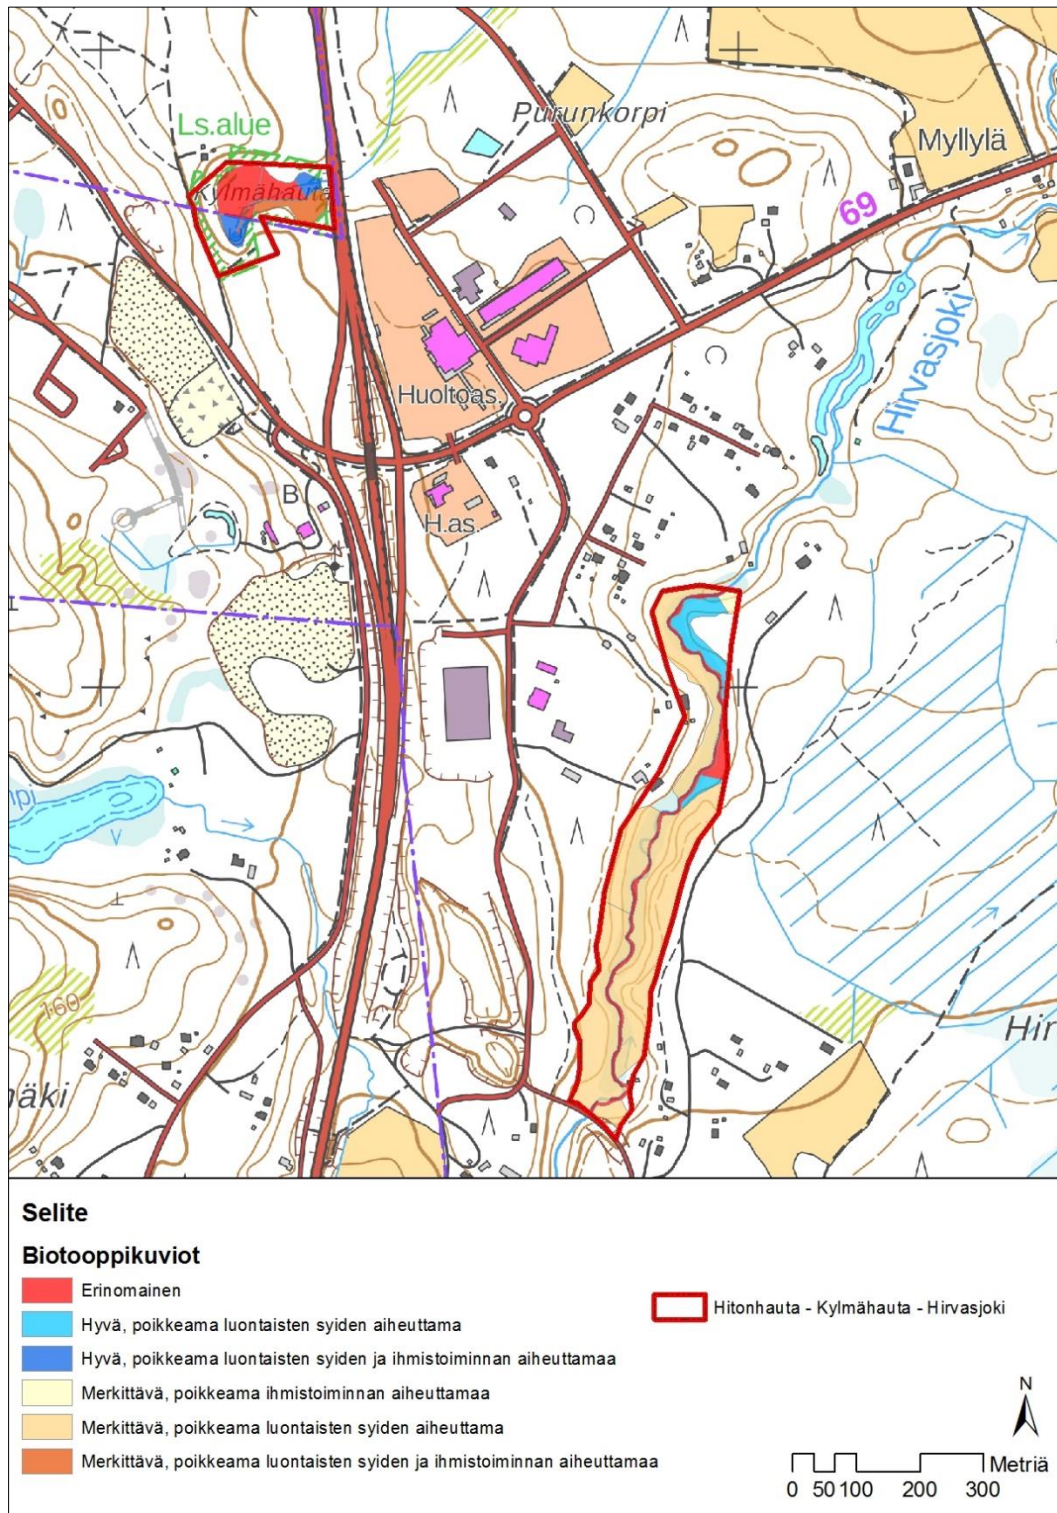 Purunkorpi
Ls.alue
Myllylä
Kylmähauta
69
Hirvasjoki
Huoltoas.
B
H.as.
160
Selite
Biotooppikuviot
Erinomainen
Hyvä, poikkeama luontaisten syiden aiheuttama
Hyvä, poikkeama luontaisten syiden ja ihmistoiminnan aiheuttamaa
Merkittävä, poikkeama ihmistoiminnan aiheuttamaa
Merkittävä, poikkeama luontaisten syiden aiheuttama
Merkittävä, poikkeama luontaisten syiden ja ihmistoiminnan aiheuttamaa
Hitonhauta - Kylmähauta - Hirvasjoki
N
Metriä
0 50 100 200 300